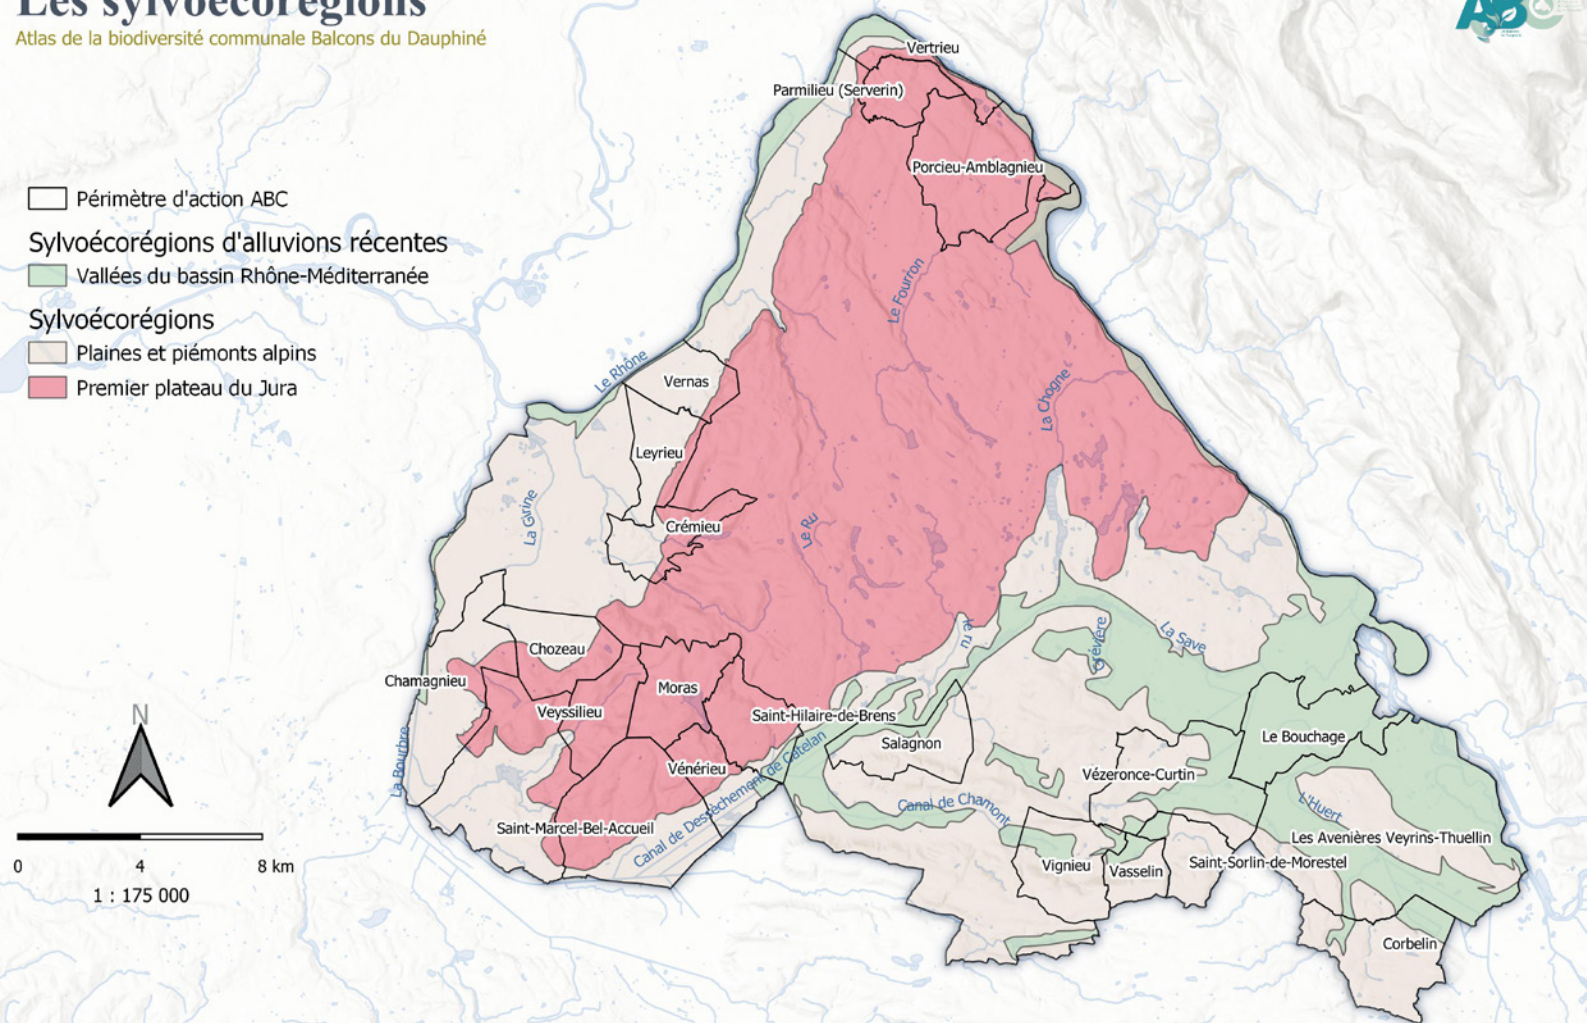 Les sylvoécorégions
Atlas de la biodiversité communale Balcons du Dauphiné
ABC
Périmètre d'action ABC
Sylvoécorégions d'alluvions récentes
Vallées du bassin Rhône-Méditerranée
Sylvoécorégions
Plaines et piémonts alpins
Premier plateau du Jura
Vertrieu
Parmilieu (Serverin)
Porcieu-Amblagnieu
Le Fourron
Le Rhône
Vernas
La Chogne
Leyrieu
La Girine
Crémieu
Le Ru
le ru
La Save
Chozeau
Chamagnieu
Moras
Veyssilieu
Saint-Hilaire-de-Brens
Salagnon
Le Bouchage
La Bourbre
Vénérieu
Vézeronce-Curtin
Canal de Dessèchement de Catelan
Canal de Chamont
L'Huert
Saint-Marcel-Bel-Accueil
Les Avenières Veyrins-Thuellin
Vignieu
Vasselin
Saint-Sorlin-de-Morestel
Corbelin
N
0 4 8 km
1 : 175 000